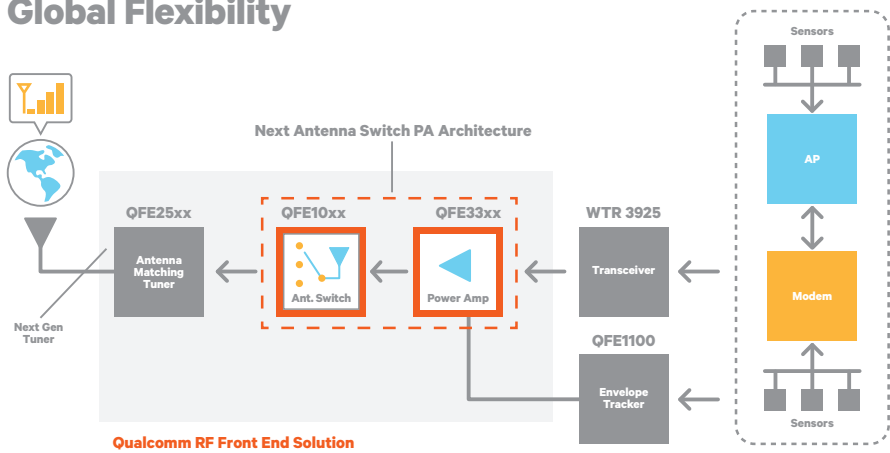 Global Flexibility
Sensors
Next Antenna Switch PA Architecture
AP
QFE25xx
QFE10xx
QFE33xx
WTR 3925
Antenna
Matching
Tuner
Ant. Switch
Power Amp
Transceiver
Modem
Next Gen
Tuner
QFE1100
Envelope
Tracker
Sensors
Qualcomm RF Front End Solution